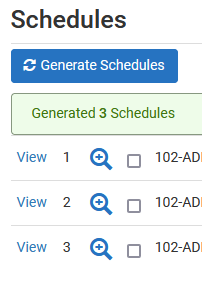 Schedules
Generate Schedules
Generated 3 Schedules
View 1 102-AD
View 2 102-AD
View 3 102-AD